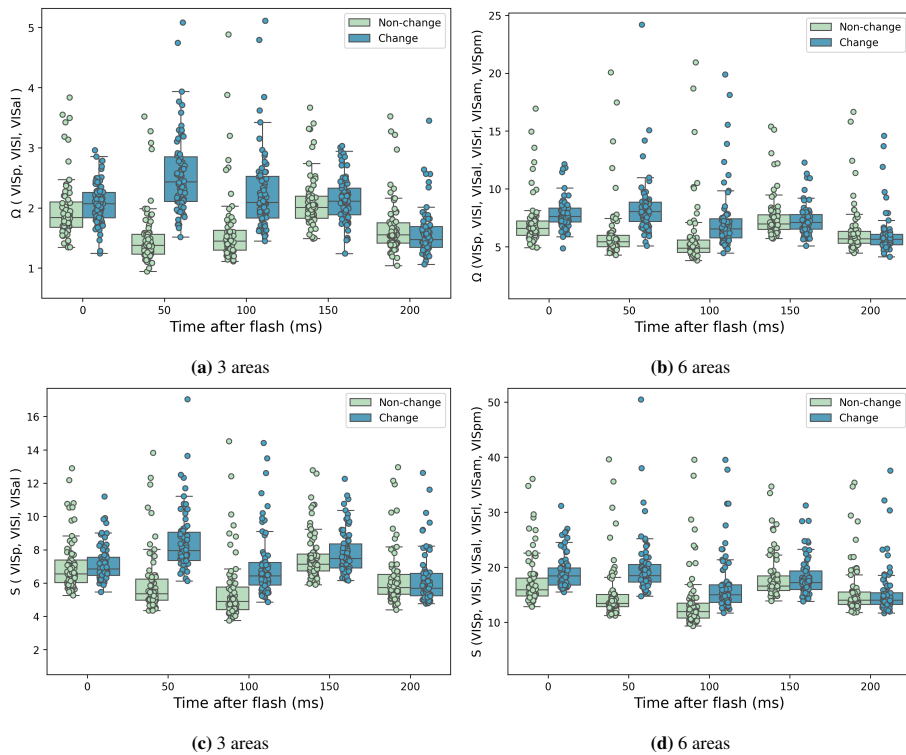 5
4
3
2
1
Ω ( VISp, VISl, VISal )
Non-change
Change
0 50 100 150 200
Time after flash (ms)
(a) 3 areas
25
20
15
10
5
Ω (VISp, VISl, VISal, VISrl, VISam, VISpm)
Non-change
Change
0 50 100 150 200
Time after flash (ms)
(b) 6 areas
16
14
12
10
8
6
4
2
S ( VISp, VISl, VISal)
Non-change
Change
0 50 100 150 200
Time after flash (ms)
(c) 3 areas
50
40
30
20
10
S (VISp, VISl, VISal, VISrl, VISam, VISpm)
Non-change
Change
0 50 100 150 200
Time after flash (ms)
(d) 6 areas